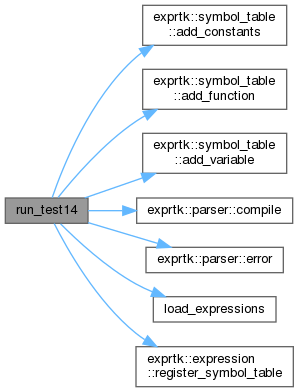 exprtk::symbol_table
::add_constants
exprtk::symbol_table
::add_function
exprtk::symbol_table
::add_variable
run_test14
exprtk::parser::compile
exprtk::parser::error
load_expressions
exprtk::expression
::register_symbol_table